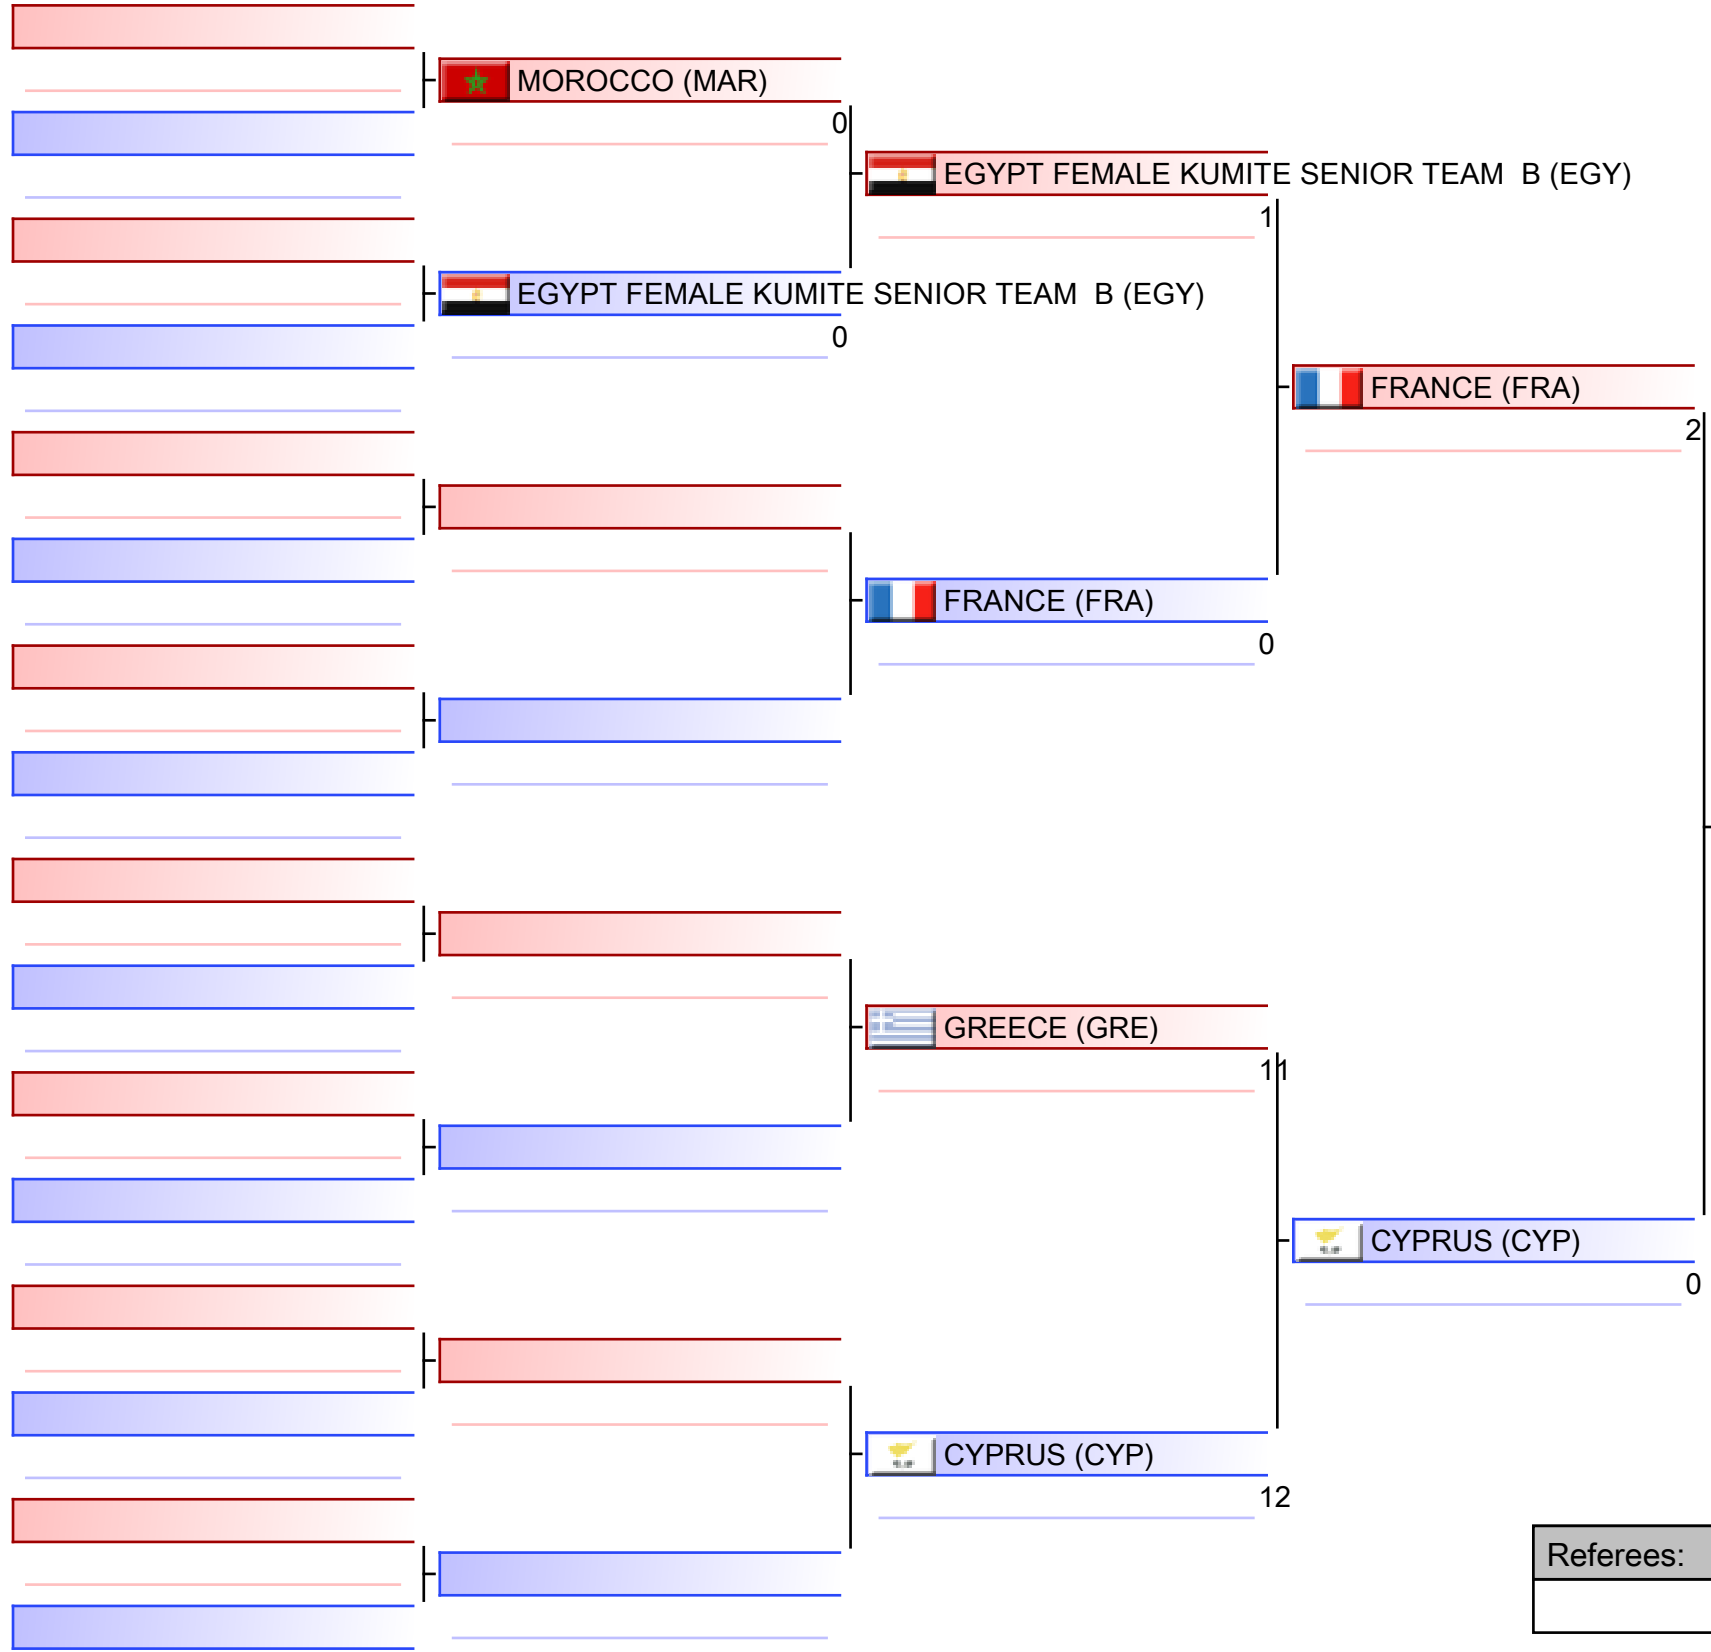 MOROCCO (MAR)
0
EGYPT FEMALE KUMITE SENIOR TEAM  B (EGY)
1
EGYPT FEMALE KUMITE SENIOR TEAM  B (EGY)
0
FRANCE (FRA)
2
FRANCE (FRA)
0
GREECE (GRE)
11
CYPRUS (CYP)
0
CYPRUS (CYP)
12
Referees: